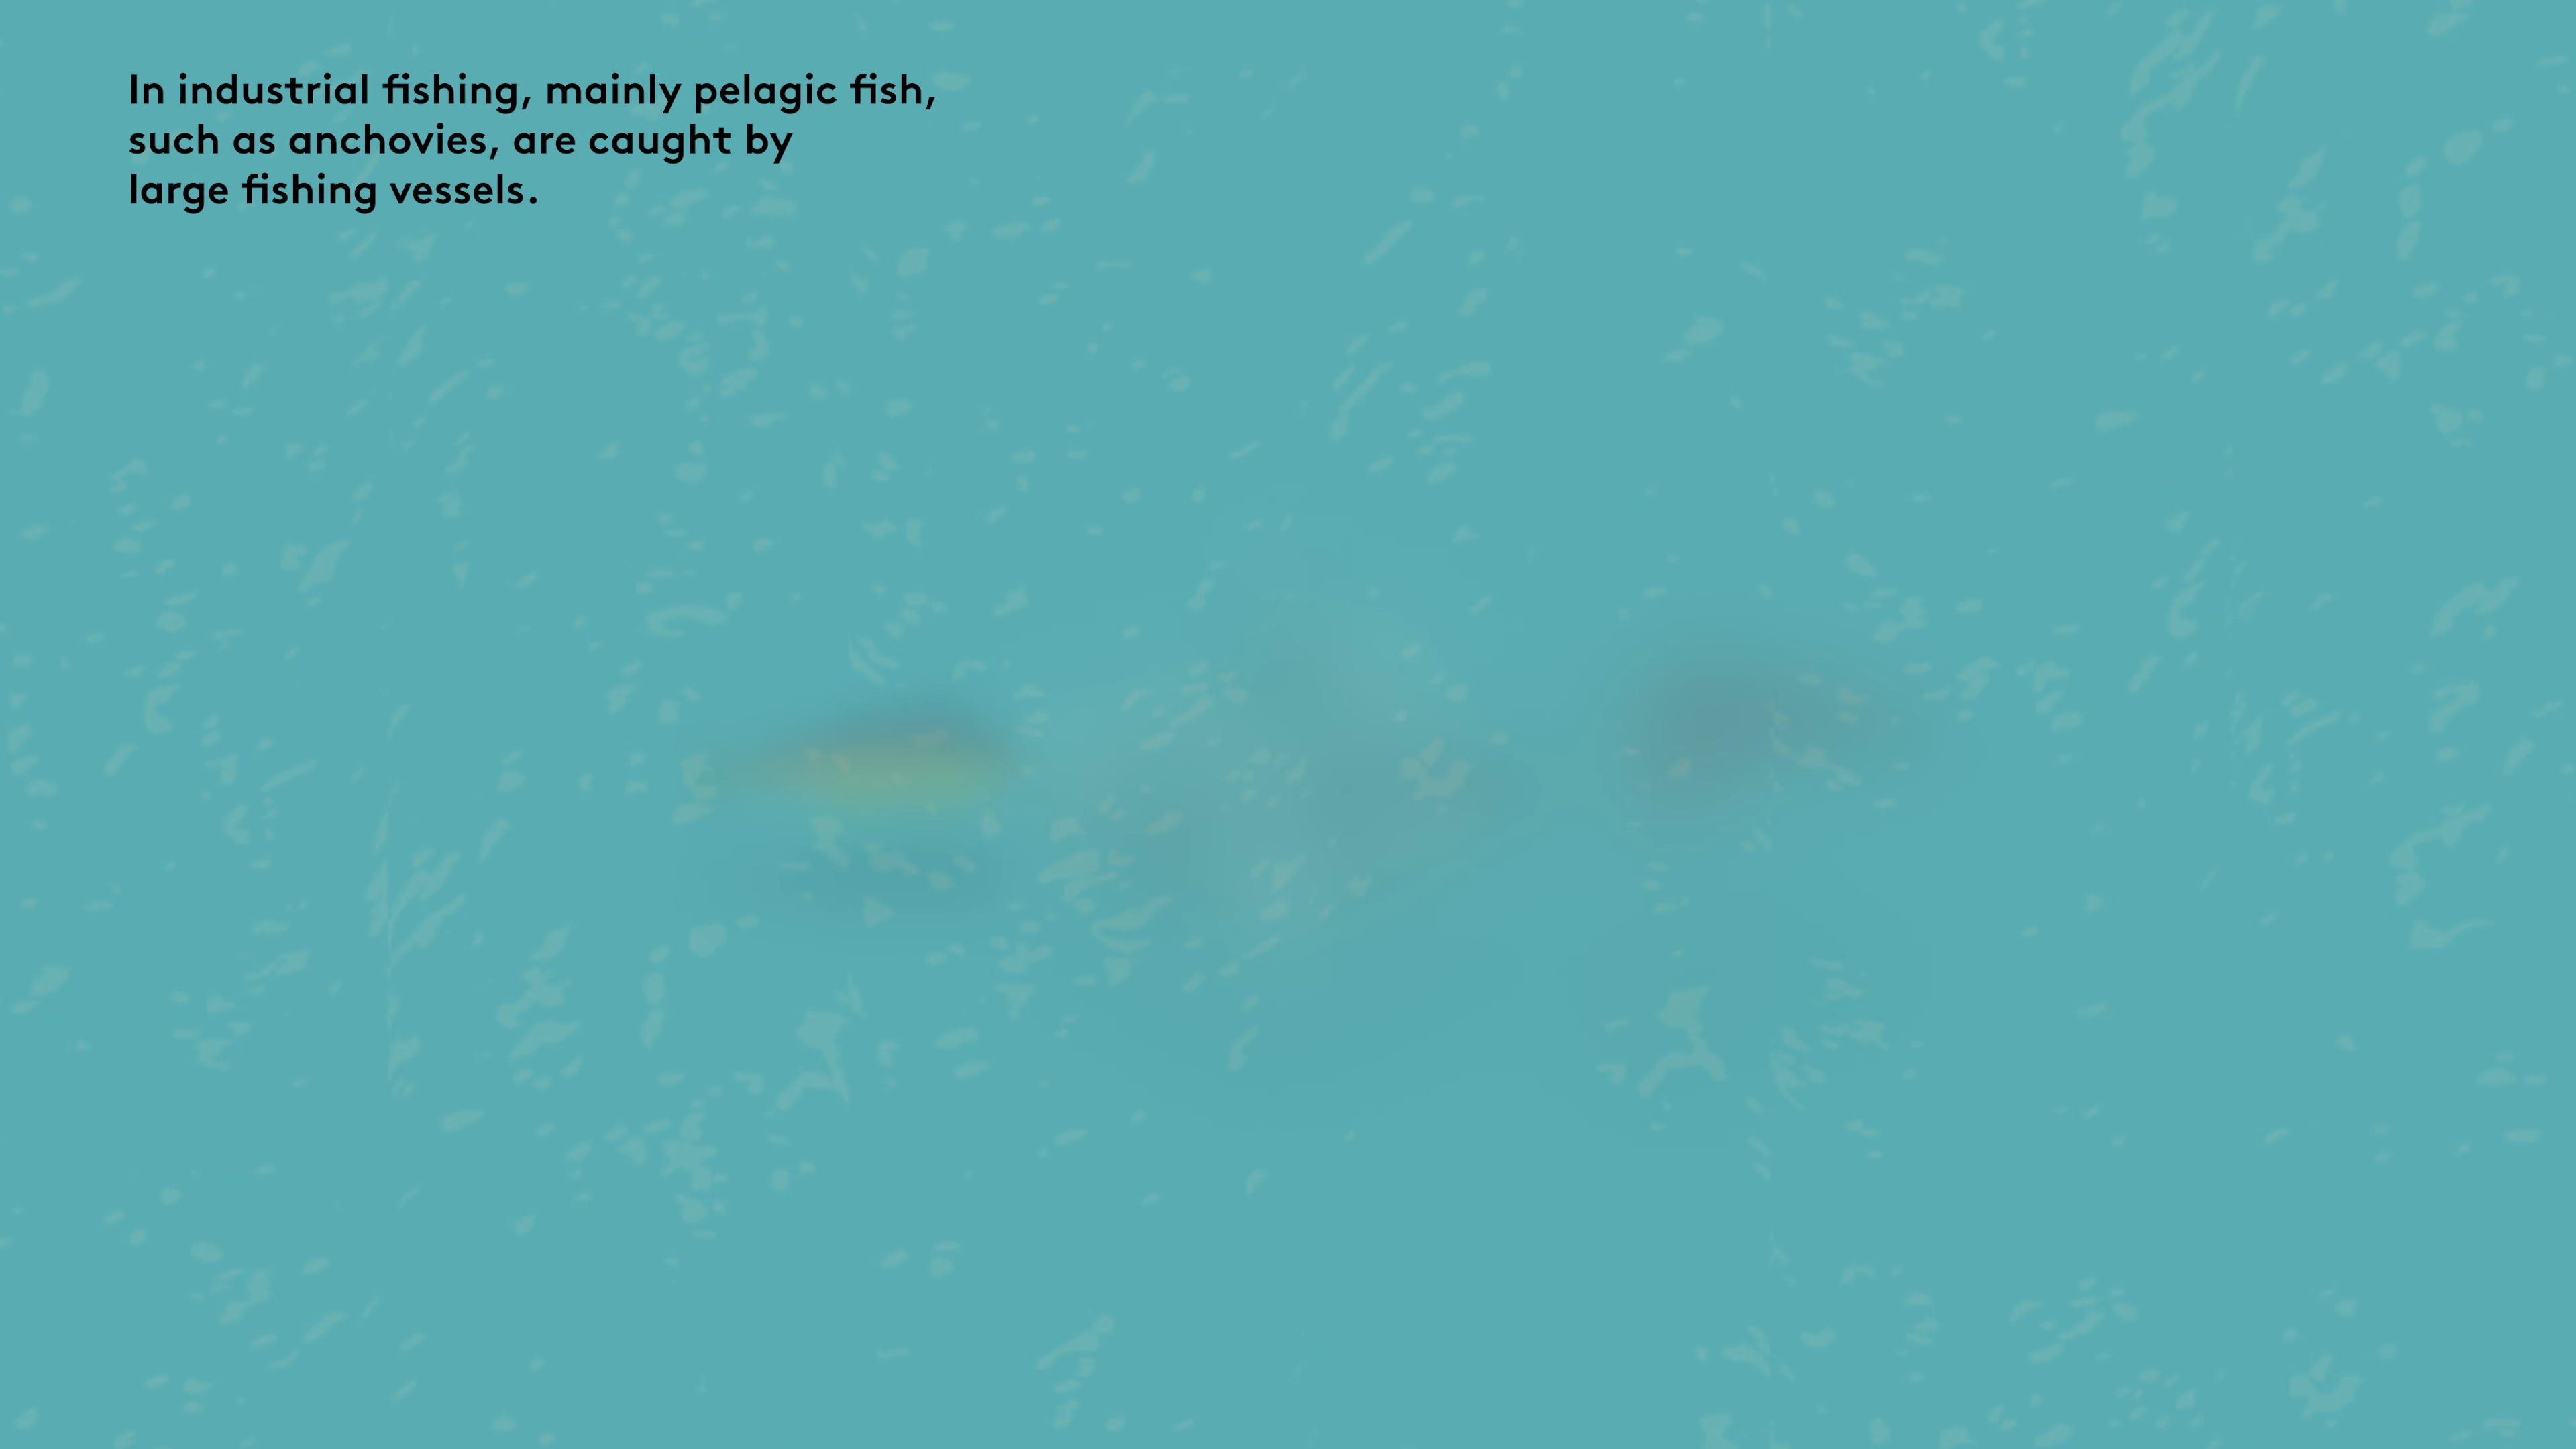 In industrial fishing, mainly pelagic fish,
such as anchovies, are caught by
large fishing vessels.